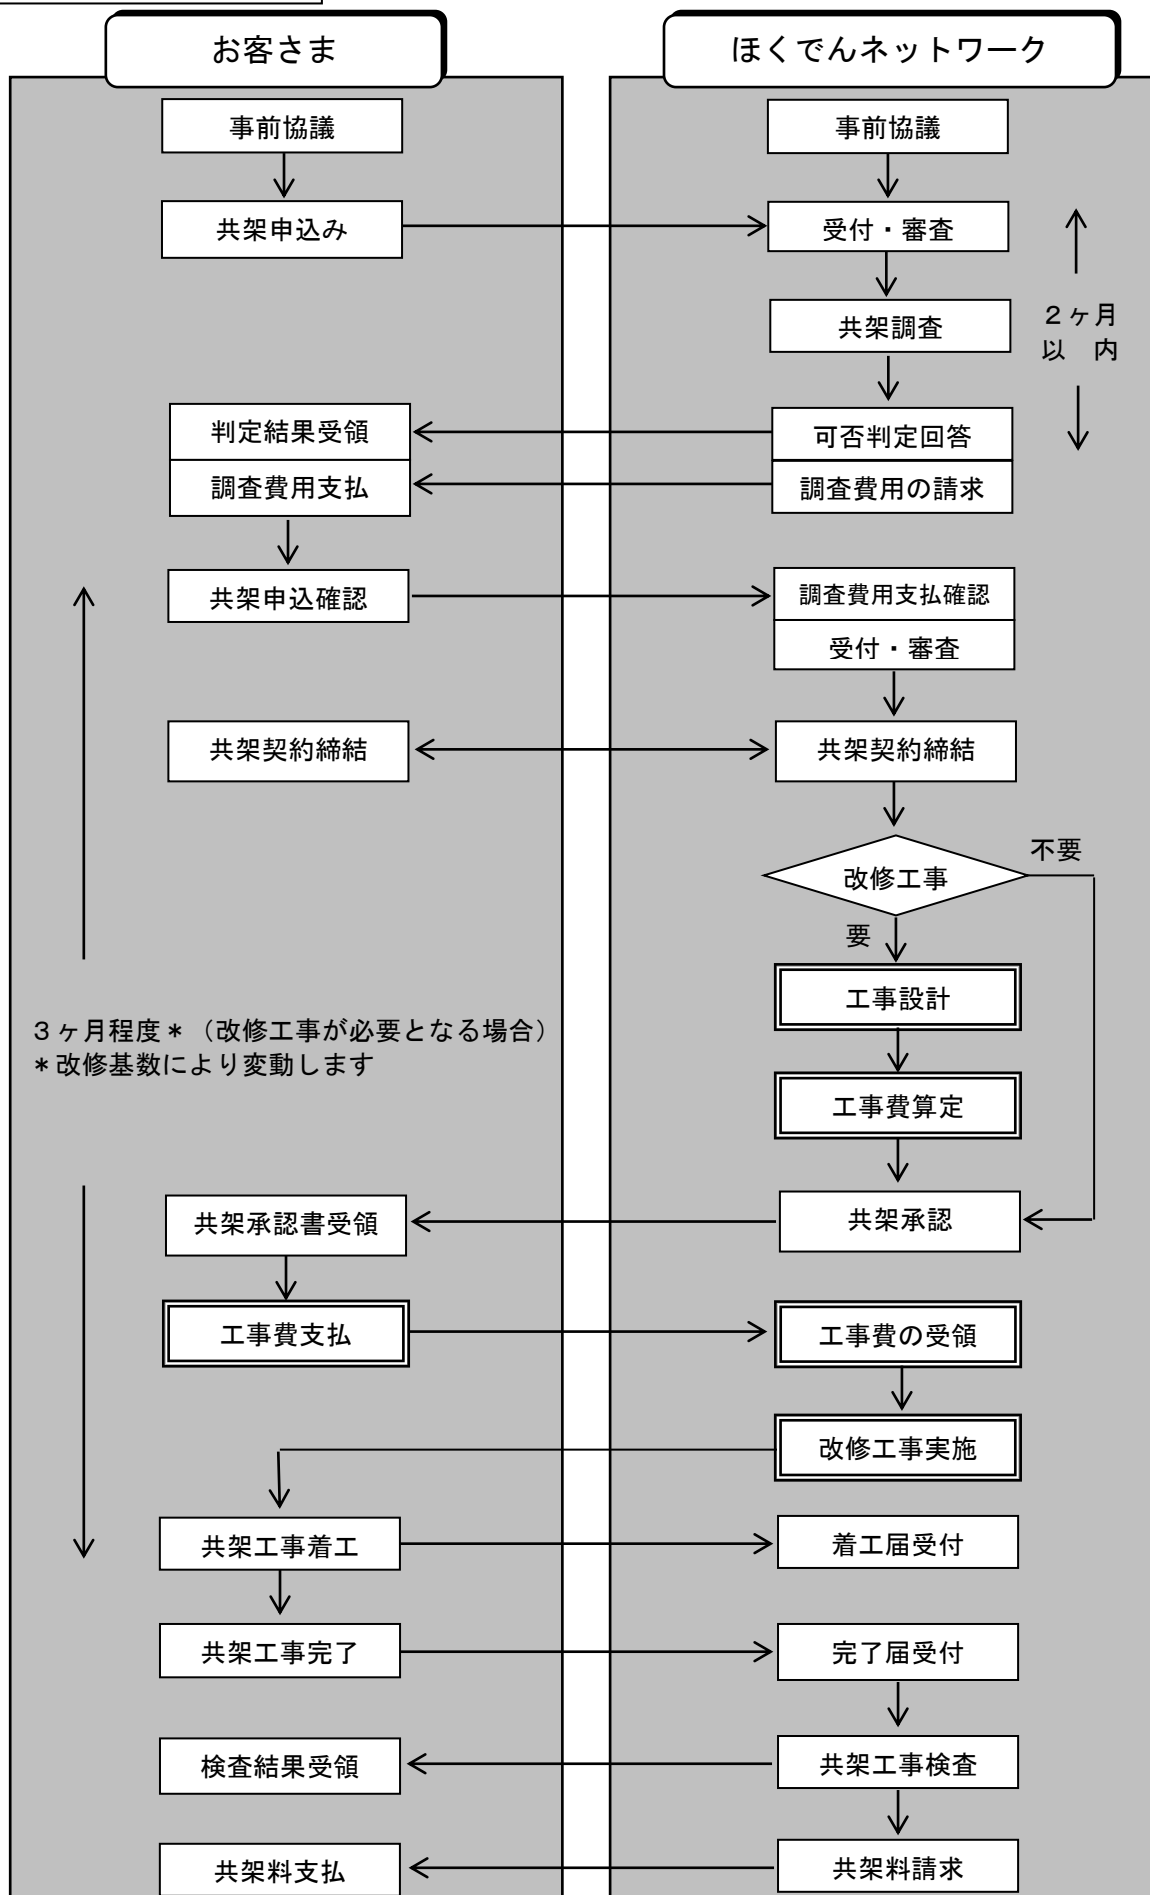 お客さま
ほくでんネットワーク
事前協議
事前協議
共架申込み
受付・審査
共架調査
２ヶ月
以　内
判定結果受領
可否判定回答
調査費用支払
調査費用の請求
共架申込確認
調査費用支払確認
受付・審査
共架契約締結
共架契約締結
改修工事
不要
要
工事設計
３ヶ月程度＊（改修工事が必要となる場合）
＊改修基数により変動します
工事費算定
共架承認書受領
共架承認
工事費支払
工事費の受領
改修工事実施
共架工事着工
着工届受付
共架工事完了
完了届受付
検査結果受領
共架工事検査
共架料支払
共架料請求